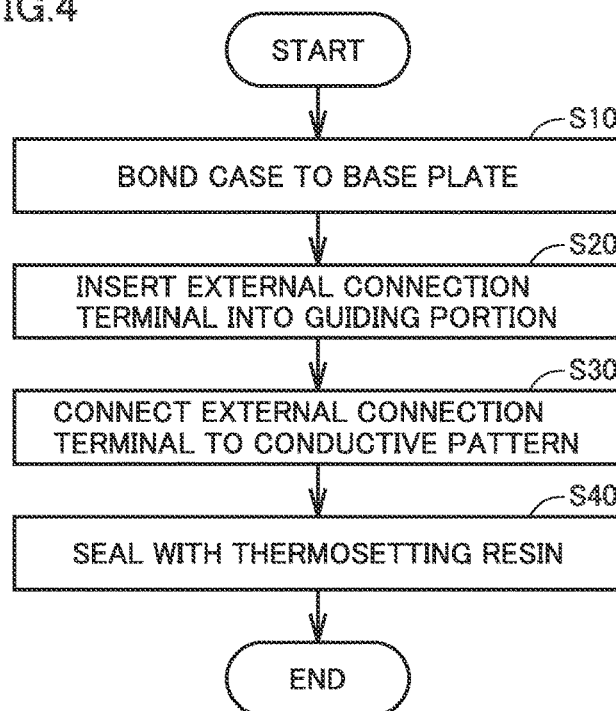 FIG.4
START
S10
BOND CASE TO BASE PLATE
S20
INSERT EXTERNAL CONNECTION
TERMINAL INTO GUIDING PORTION
S30
CONNECT EXTERNAL CONNECTION
TERMINAL TO CONDUCTIVE PATTERN
S40
SEAL WITH THERMOSETTING RESIN
END